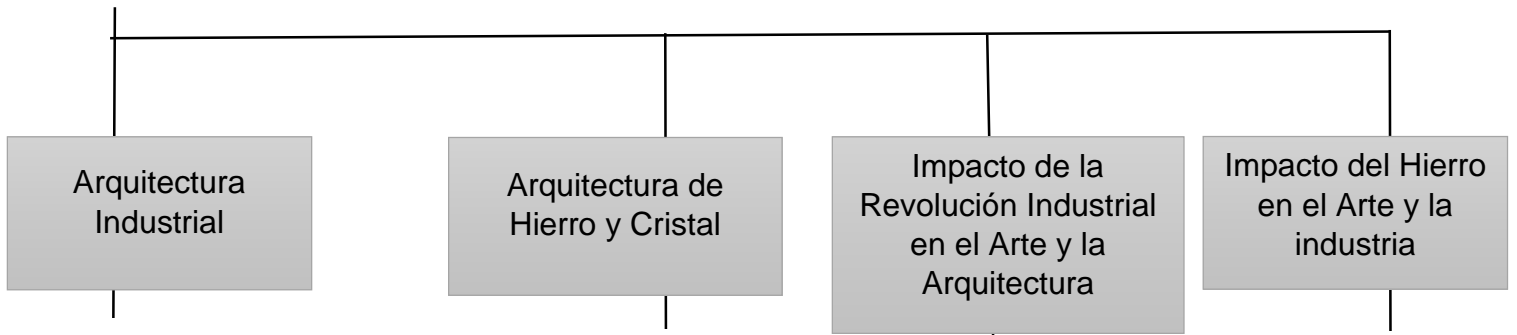 Arquitectura
Industrial
Arquitectura de
Hierro y Cristal
Impacto de la
Revolución Industrial
en el Arte y la
Arquitectura
Impacto del Hierro
en el Arte y la
industria